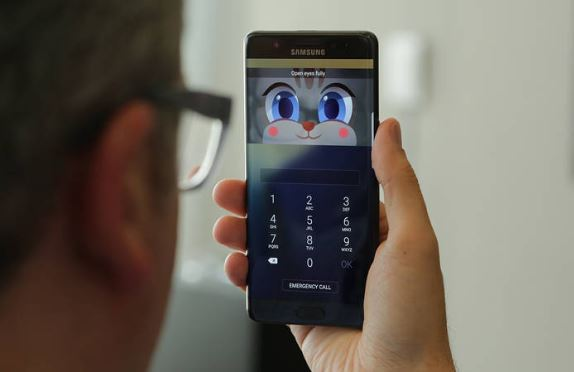 SAMSUNG
Open eyes fully
1 2 3
ABC DEF
4 5 6
GHI JKL MNO
7 8 9
PQRS TUV WXYZ
0 OK
EMERGENCY CALL